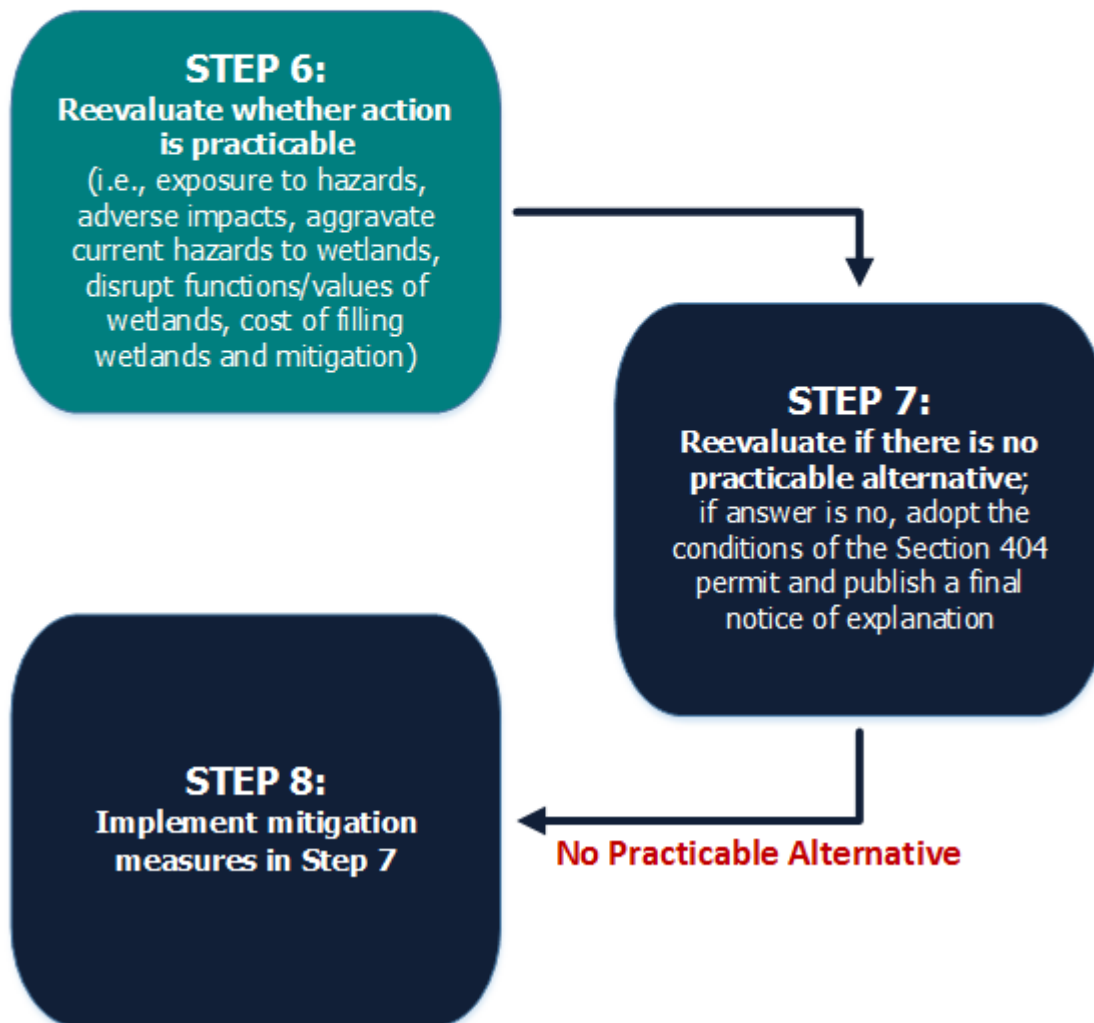 STEP 6:
Reevaluate whether action
is practicable
(i.e., exposure to hazards,
adverse impacts, aggravate
current hazards to wetlands,
disrupt functions/values of
wetlands, cost of filling
wetlands and mitigation)
STEP 7:
Reevaluate if there is no
practicable alternative;
if answer is no, adopt the
conditions of the Section 404
permit and publish a final
notice of explanation
STEP 8:
Implement mitigation
measures in Step 7
No Practicable Alternative